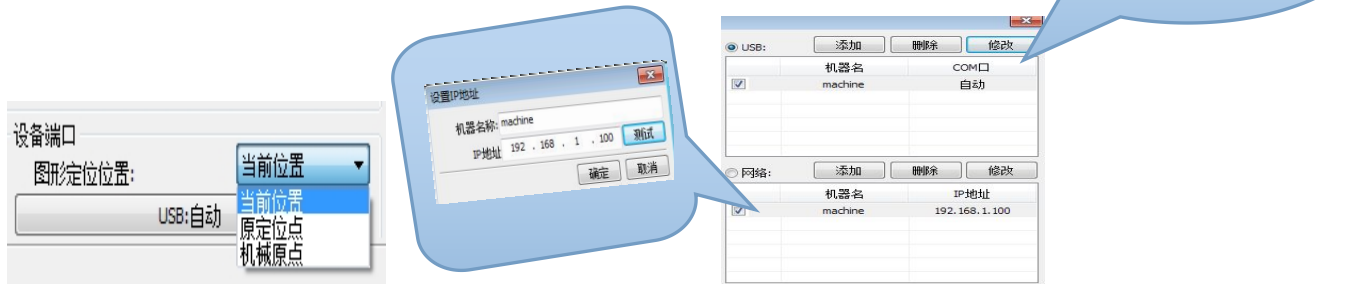 设备端口
图形定位位置:
当前位置
USB:自动
当前位置
原定位点
机械原点
设置IP地址
机器名称: machine
IP地址 192 . 168 . 1 . 100 测试
确定 取消
USB: 添加 删除 修改
机器名 COM口
machine 自动
网络: 添加 删除 修改
机器名 IP地址
machine 192.168.1.100